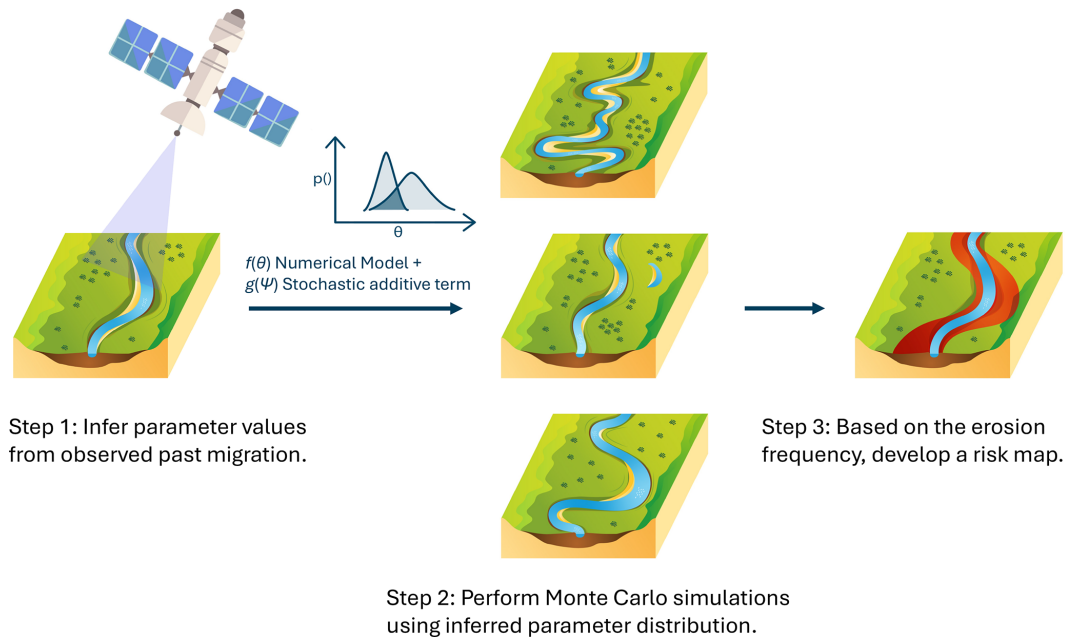 p()
θ
f(θ) Numerical Model +
g(Ψ) Stochastic additive term
Step 1: Infer parameter values
from observed past migration.
Step 3: Based on the erosion
frequency, develop a risk map.
Step 2: Perform Monte Carlo simulations
using inferred parameter distribution.